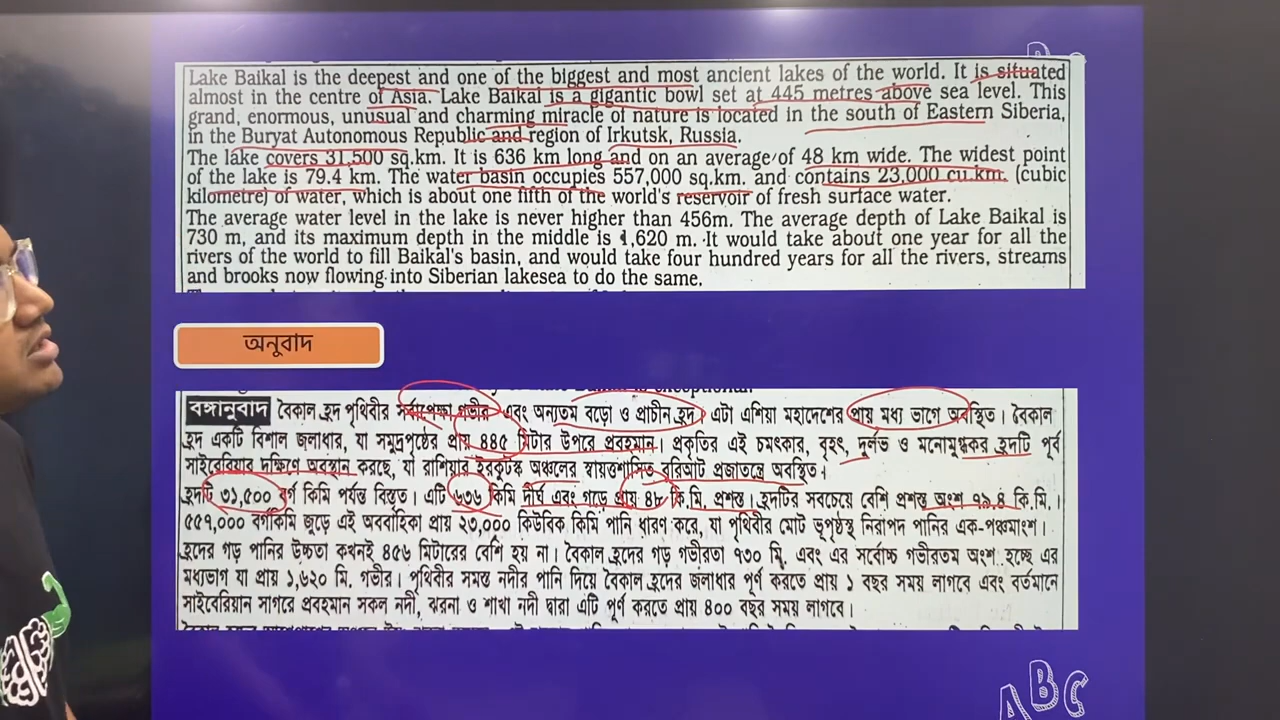 Lake Baikal is the deepest and one of the biggest and most ancient lakes of the world. It is situated
almost in the centre of Asia. Lake Baikal is a gigantic bowl set at 445 metres above sea level. This
grand, enormous, unusual and charming miracle of nature is located in the south of Eastern Siberia,
in the Buryat Autonomous Republic and region of Irkutsk, Russia.
The lake covers 31,500 sq.km. It is 636 km long and on an average of 48 km wide. The widest point
of the lake is 79.4 km. The water basin occupies 557,000 sq.km. and contains 23,000 cu.km. (cubic
kilometre) of water, which is about one fifth of the world's reservoir of fresh surface water.
The average water level in the lake is never higher than 456m. The average depth of Lake Baikal is
730 m, and its maximum depth in the middle is 1,620 m. It would take about one year for all the
rivers of the world to fill Baikal's basin, and would take four hundred years for all the rivers, streams
and brooks now flowing into Siberian lakesea to do the same.
অনুবাদ
বঙ্গানুবাদ বৈকাল হ্রদ পৃথিবীর সর্বাপেক্ষা গভীর এবং অন্যতম বড়ো ও প্রাচীন হ্রদ। এটা এশিয়া মহাদেশের প্রায় মধ্য ভাগে অবস্থিত। বৈকাল
হ্রদ একটি বিশাল জলাধার, যা সমুদ্রপৃষ্ঠের প্রায় ৪৪৫ মিটার উপরে প্রবহমান। প্রকৃতির এই চমৎকার, বৃহৎ, দুর্লভ ও মনোমুগ্ধকর হ্রদটি পূর্ব
সাইবেরিয়ার দক্ষিণে অবস্থান করছে, যা রাশিয়ার ইরকুটস্ক অঞ্চলের স্বায়ত্তশাসিত বুরিআট প্রজাতন্ত্রে অবস্থিত।
হ্রদটি ৩১,৫০০ বর্গ কিমি পর্যন্ত বিস্তৃত। এটি ৬৩৬ কিমি দীর্ঘ এবং গড়ে প্রায় ৪৮ কি.মি. প্রশস্ত। হ্রদটির সবচেয়ে বেশি প্রশস্ত অংশ ৭৯.৪ কি.মি.।
৫৫৭,০০০ বর্গকিমি জুড়ে এই অববাহিকা প্রায় ২৩,০০০ কিউবিক কিমি পানি ধারণ করে, যা পৃথিবীর মোট ভূপৃষ্ঠস্থ নিরাপদ পানির এক-পঞ্চমাংশ।
হ্রদের গড় পানির উচ্চতা কখনই ৪৫৬ মিটারের বেশি হয় না। বৈকাল হ্রদের গড় গভীরতা ৭৩০ মি. এবং এর সর্বোচ্চ গভীরতম অংশ হচ্ছে এর
মধ্যভাগ যা প্রায় ১,৬২০ মি. গভীর। পৃথিবীর সমস্ত নদীর পানি দিয়ে বৈকাল হ্রদের জলাধার পূর্ণ করতে প্রায় ১ বছর সময় লাগবে এবং বর্তমানে
সাইবেরিয়ান সাগরে প্রবহমান সকল নদী, ঝরনা ও শাখা নদী দ্বারা এটি পূর্ণ করতে প্রায় ৪০০ বছর সময় লাগবে।
ABC